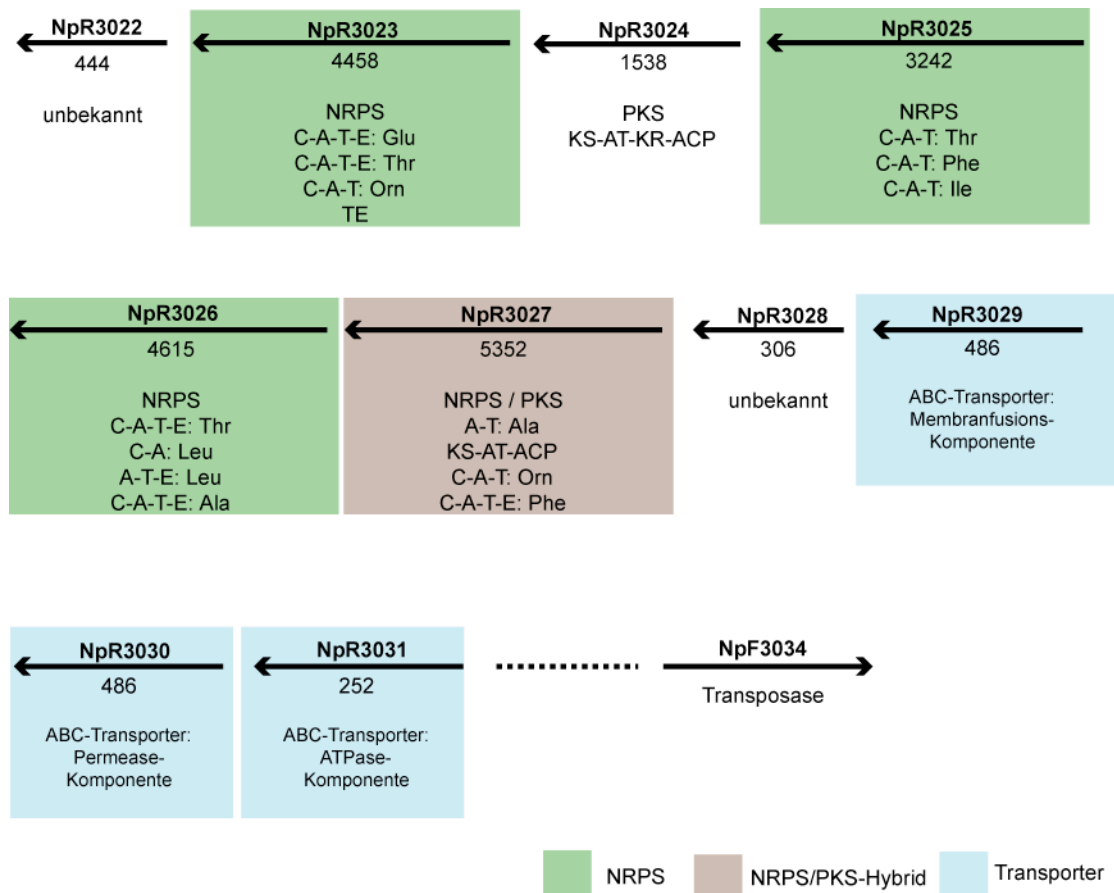 NpR3022
444
unbekannt
NpR3023
4458
NRPS
C-A-T-E: Glu
C-A-T-E: Thr
C-A-T: Orn
TE
NpR3024
1538
PKS
KS-AT-KR-ACP
NpR3025
3242
NRPS
C-A-T: Thr
C-A-T: Phe
C-A-T: Ile
NpR3026
4615
NRPS
C-A-T-E: Thr
C-A: Leu
A-T-E: Leu
C-A-T-E: Ala
NpR3027
5352
NRPS / PKS
A-T: Ala
KS-AT-ACP
C-A-T: Orn
C-A-T-E: Phe
NpR3028
306
unbekannt
NpR3029
486
ABC-Transporter:
Membranfusions-
Komponente
NpR3030
486
ABC-Transporter:
Permease-
Komponente
NpR3031
252
ABC-Transporter:
ATPase-
Komponente
NpF3034
Transposase
NRPS
NRPS/PKS-Hybrid
Transporter